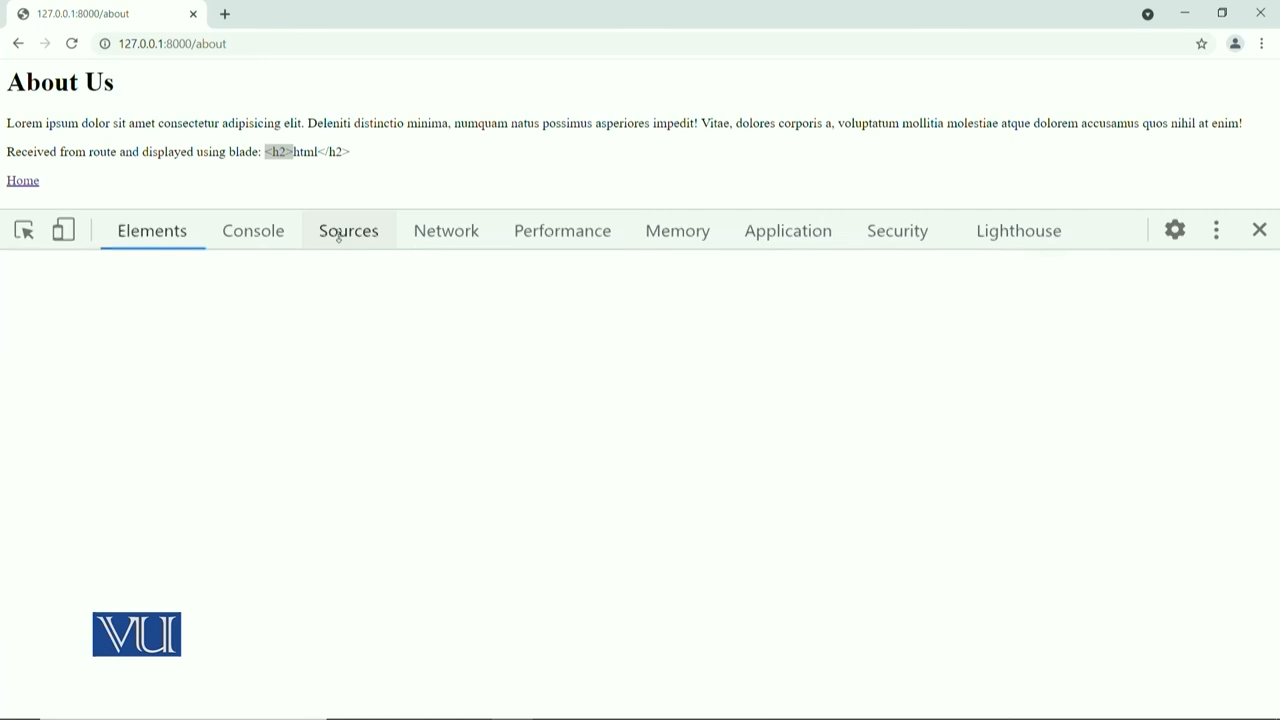 127.0.0.1:8000/about
127.0.0.1:8000/about
About Us
Lorem ipsum dolor sit amet consectetur adipisicing elit. Deleniti distinctio minima, numquam natus possimus asperiores impedit! Vitae, dolores corporis a, voluptatum mollitia molestiae atque dolorem accusamus quos nihil at enim!
Received from route and displayed using blade: <h2>html</h2>
Home
Elements Console Sources Network Performance Memory Application Security Lighthouse
VU